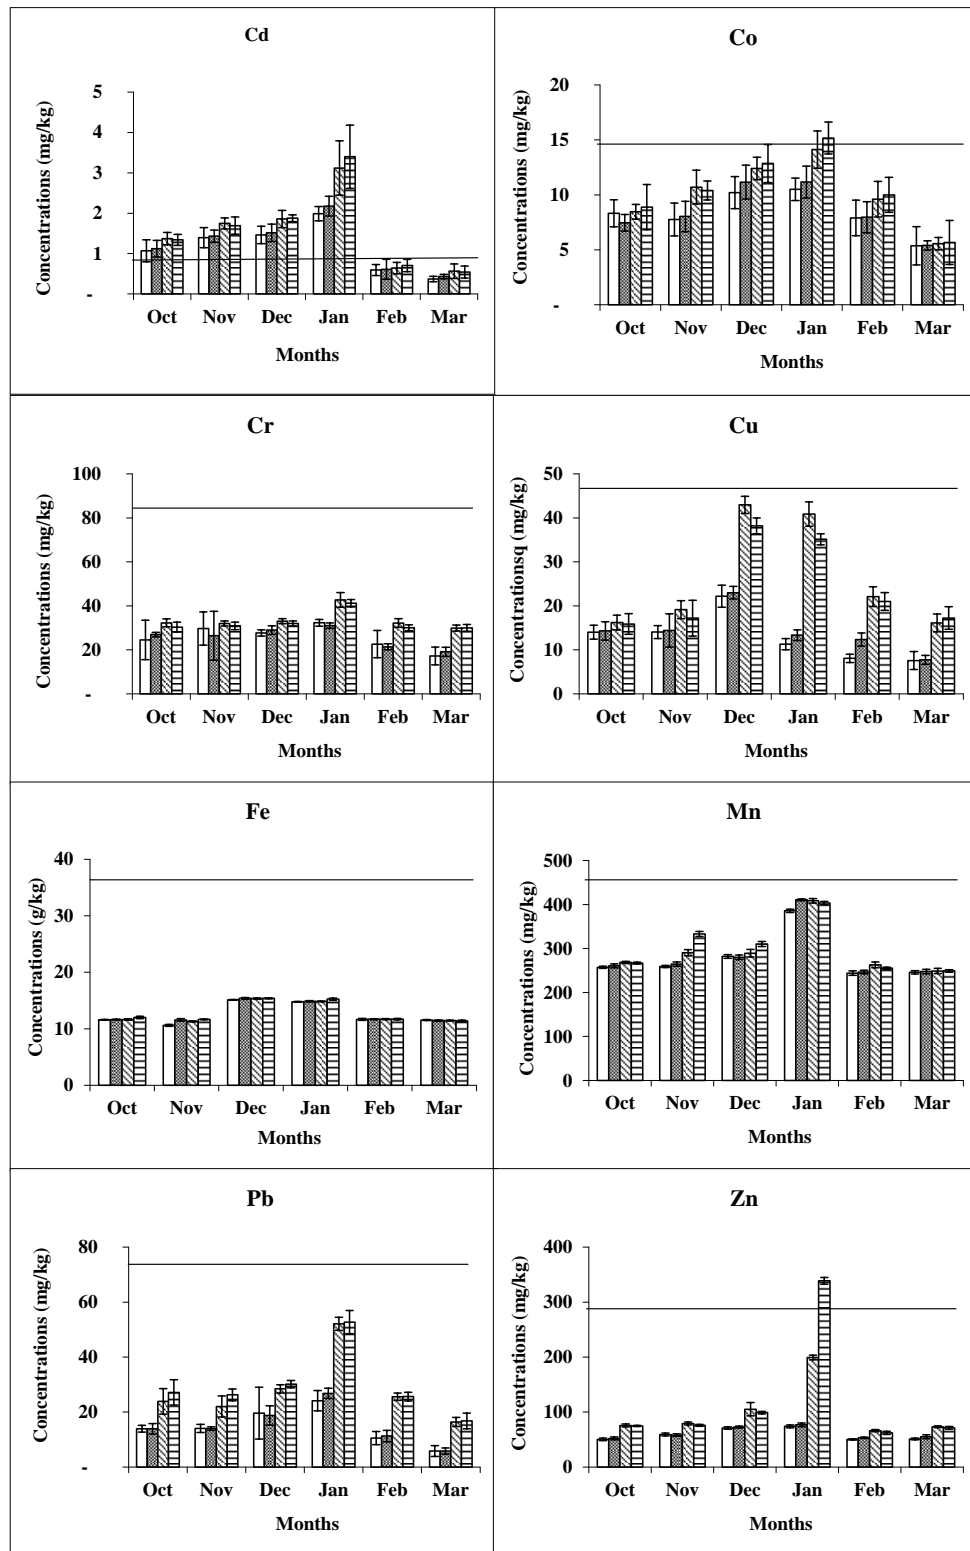 Cd
Concentrations (mg/kg)
5
4
3
2
1
-
Oct Nov Dec Jan Feb Mar
Months
Co
Concentrations (mg/kg)
20
15
10
5
-
Oct Nov Dec Jan Feb Mar
Months
Cr
Concentrations (mg/kg)
100
80
60
40
20
-
Oct Nov Dec Jan Feb Mar
Months
Cu
Concentrationsq (mg/kg)
50
40
30
20
10
0
Oct Nov Dec Jan Feb Mar
Months
Fe
Concentrations (g/kg)
40
30
20
10
0
Oct Nov Dec Jan Feb Mar
Months
Mn
Concentrations (mg/kg)
500
400
300
200
100
0
Oct Nov Dec Jan Feb Mar
Months
Pb
Concentrations (mg/kg)
80
60
40
20
-
Oct Nov Dec Jan Feb Mar
Months
Zn
Concentrations (mg/kg)
400
300
200
100
0
Oct Nov Dec Jan Feb Mar
Months